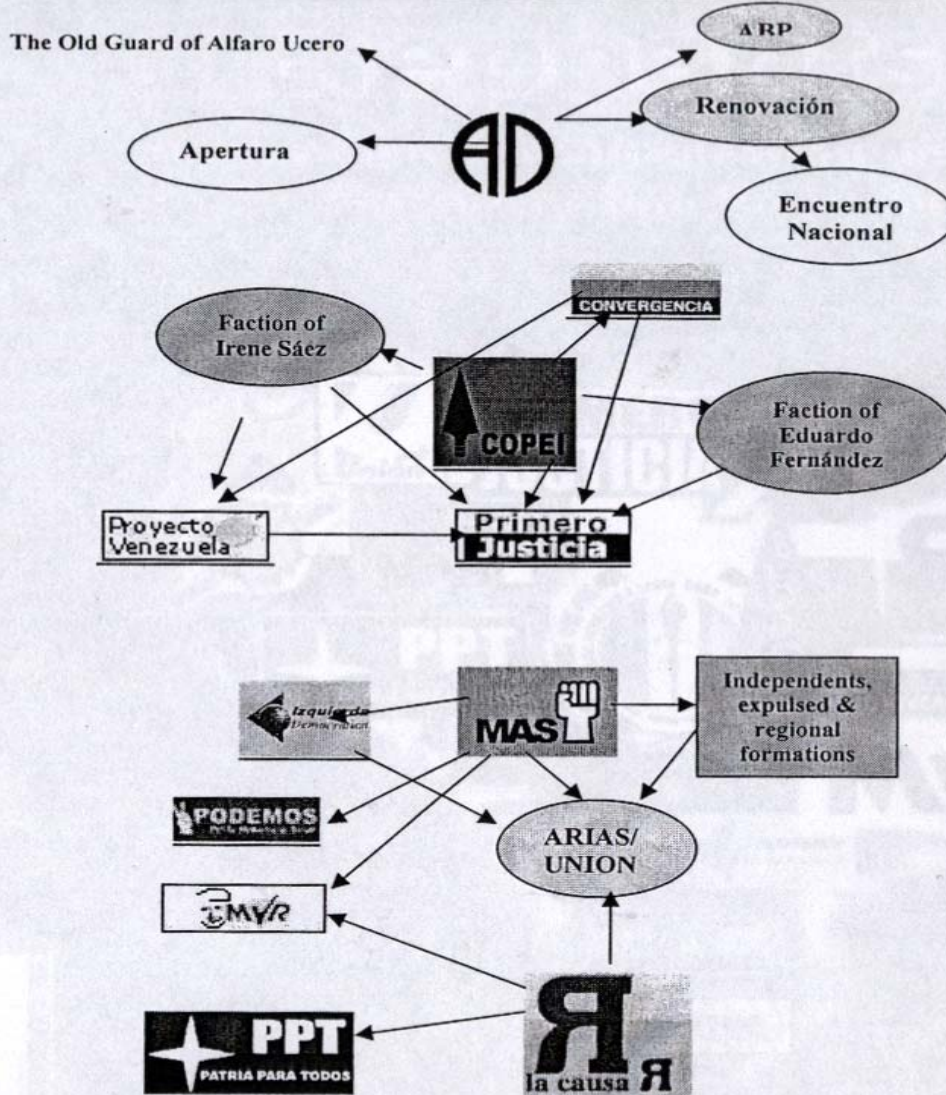 The Old Guard of Alfaro Ucero
ABP
Renovación
Apertura
AD
Encuentro
Nacional
CONVERGENCIA
Faction of
Irene Sáez
COPEI
Faction of
Eduardo
Fernández
Proyecto
Venezuela
Primero
Justicia
Izquierda
Democrática
MAS
Independents,
expulsed &
regional
formations
PODEMOS
ARIAS/
UNION
MVR
PPT
PATRIA PARA TODOS
R
la causa R